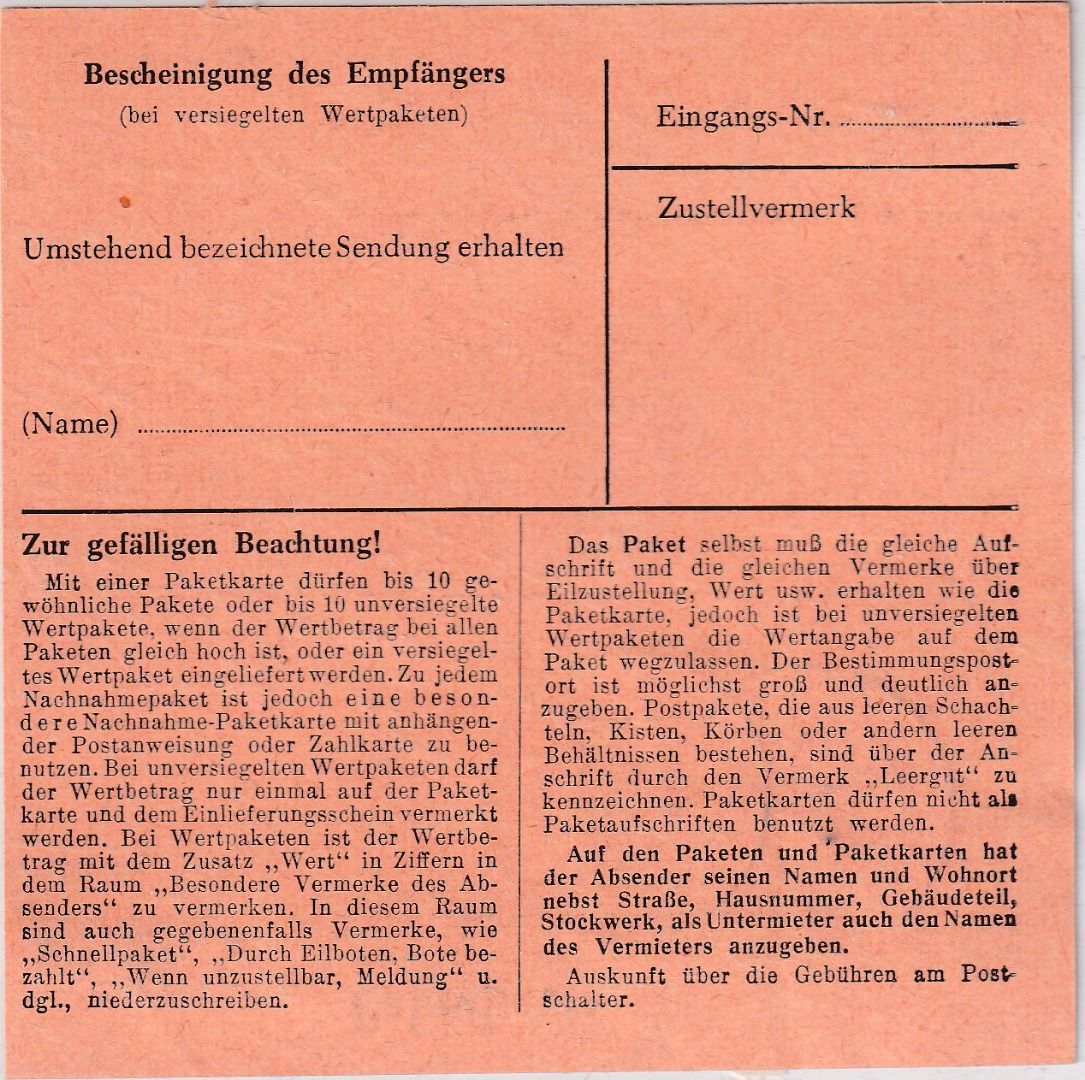 Bescheinigung des Empfängers
(bei versiegelten Wertpaketen)
Umstehend bezeichnete Sendung erhalten
(Name)
Eingangs-Nr.
Zustellvermerk
Zur gefälligen Beachtung!
Mit einer Paketkarte dürfen bis 10 ge-
wöhnliche Pakete oder bis 10 unversiegelte
Wertpakete, wenn der Wertbetrag bei allen
Paketen gleich hoch ist, oder ein versiegel-
tes Wertpaket eingeliefert werden. Zu jedem
Nachnahmepaket ist jedoch eine beson-
dere Nachnahme-Paketkarte mit anhängen-
der Postanweisung oder Zahlkarte zu be-
nutzen. Bei unversiegelten Wertpaketen darf
der Wertbetrag nur einmal auf der Paket-
karte und dem Einlieferungsschein vermerkt
werden. Bei Wertpaketen ist der Wertbe-
trag mit dem Zusatz „Wert“ in Ziffern in
dem Raum „Besondere Vermerke des Ab-
senders“ zu vermerken. In diesem Raum
sind auch gegebenenfalls Vermerke, wie
„Schnellpaket“, „Durch Eilboten, Bote be-
zahlt“, „Wenn unzustellbar, Meldung“ u.
dgl., niederzuschreiben.
Das Paket selbst muß die gleiche Auf-
schrift und die gleichen Vermerke über
Eilzustellung, Wert usw. erhalten wie die
Paketkarte, jedoch ist bei unversiegelten
Wertpaketen die Wertangabe auf dem
Paket wegzulassen. Der Bestimmungspost-
ort ist möglichst groß und deutlich an-
zugeben. Postpakete, die aus leeren Schach-
teln, Kisten, Körben oder andern leeren
Behältnissen bestehen, sind über der An-
schrift durch den Vermerk „Leergut“ zu
kennzeichnen. Paketkarten dürfen nicht als
Paketaufschriften benutzt werden.
Auf den Paketen und Paketkarten hat
der Absender seinen Namen und Wohnort
nebst Straße, Hausnummer, Gebäudeteil,
Stockwerk, als Untermieter auch den Namen
des Vermieters anzugeben.
Auskunft über die Gebühren am Post-
schalter.